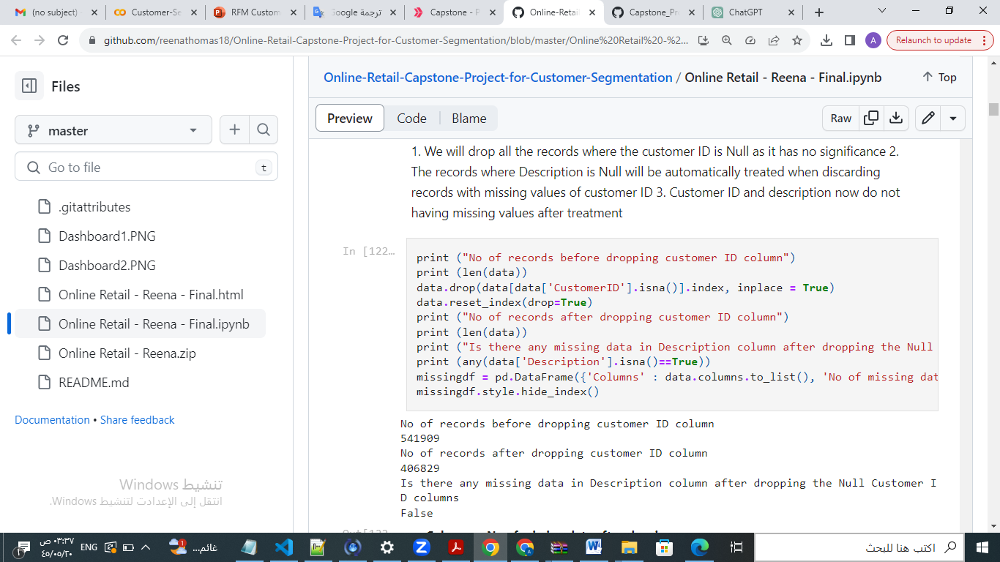 (no subject) -
Customer-Se
RFM Custom
ترجمة Google
Capstone - P
Online-Retai
Capstone_Pr
ChatGPT
github.com/reenathomas18/Online-Retail-Capstone-Project-for-Customer-Segmentation/blob/master/Online%20Retail%20-%2...
A
Relaunch to update
Files
master
Go to file
t
.gitattributes
Dashboard1.PNG
Dashboard2.PNG
Online Retail - Reena - Final.html
Online Retail - Reena - Final.ipynb
Online Retail - Reena.zip
README.md
Documentation • Share feedback
Online-Retail-Capstone-Project-for-Customer-Segmentation / Online Retail - Reena - Final.ipynb
Top
Preview
Code
Blame
Raw
1. We will drop all the records where the customer ID is Null as it has no significance 2.
The records where Description is Null will be automatically treated when discarding
records with missing values of customer ID 3. Customer ID and description now do not
having missing values after treatment
In [122…
print ("No of records before dropping customer ID column")
print (len(data))
data.drop(data[data['CustomerID'].isna()].index, inplace = True)
data.reset_index(drop=True)
print ("No of records after dropping customer ID column")
print (len(data))
print ("Is there any missing data in Description column after dropping the Null
print (any(data['Description'].isna()==True))
missingdf = pd.DataFrame({'Columns' : data.columns.to_list(), 'No of missing dat
missingdf.style.hide_index()
No of records before dropping customer ID column
541909
No of records after dropping customer ID column
406829
Is there any missing data in Description column after dropping the Null Customer I
D columns
False
تنشيط Windows
انتقل إلى الإعدادت لتنشيط Windows.
٠٣:٣٧ ص
٤٥/٠٥/٢٠
ENG
غائم...
اكتب هنا للبحث